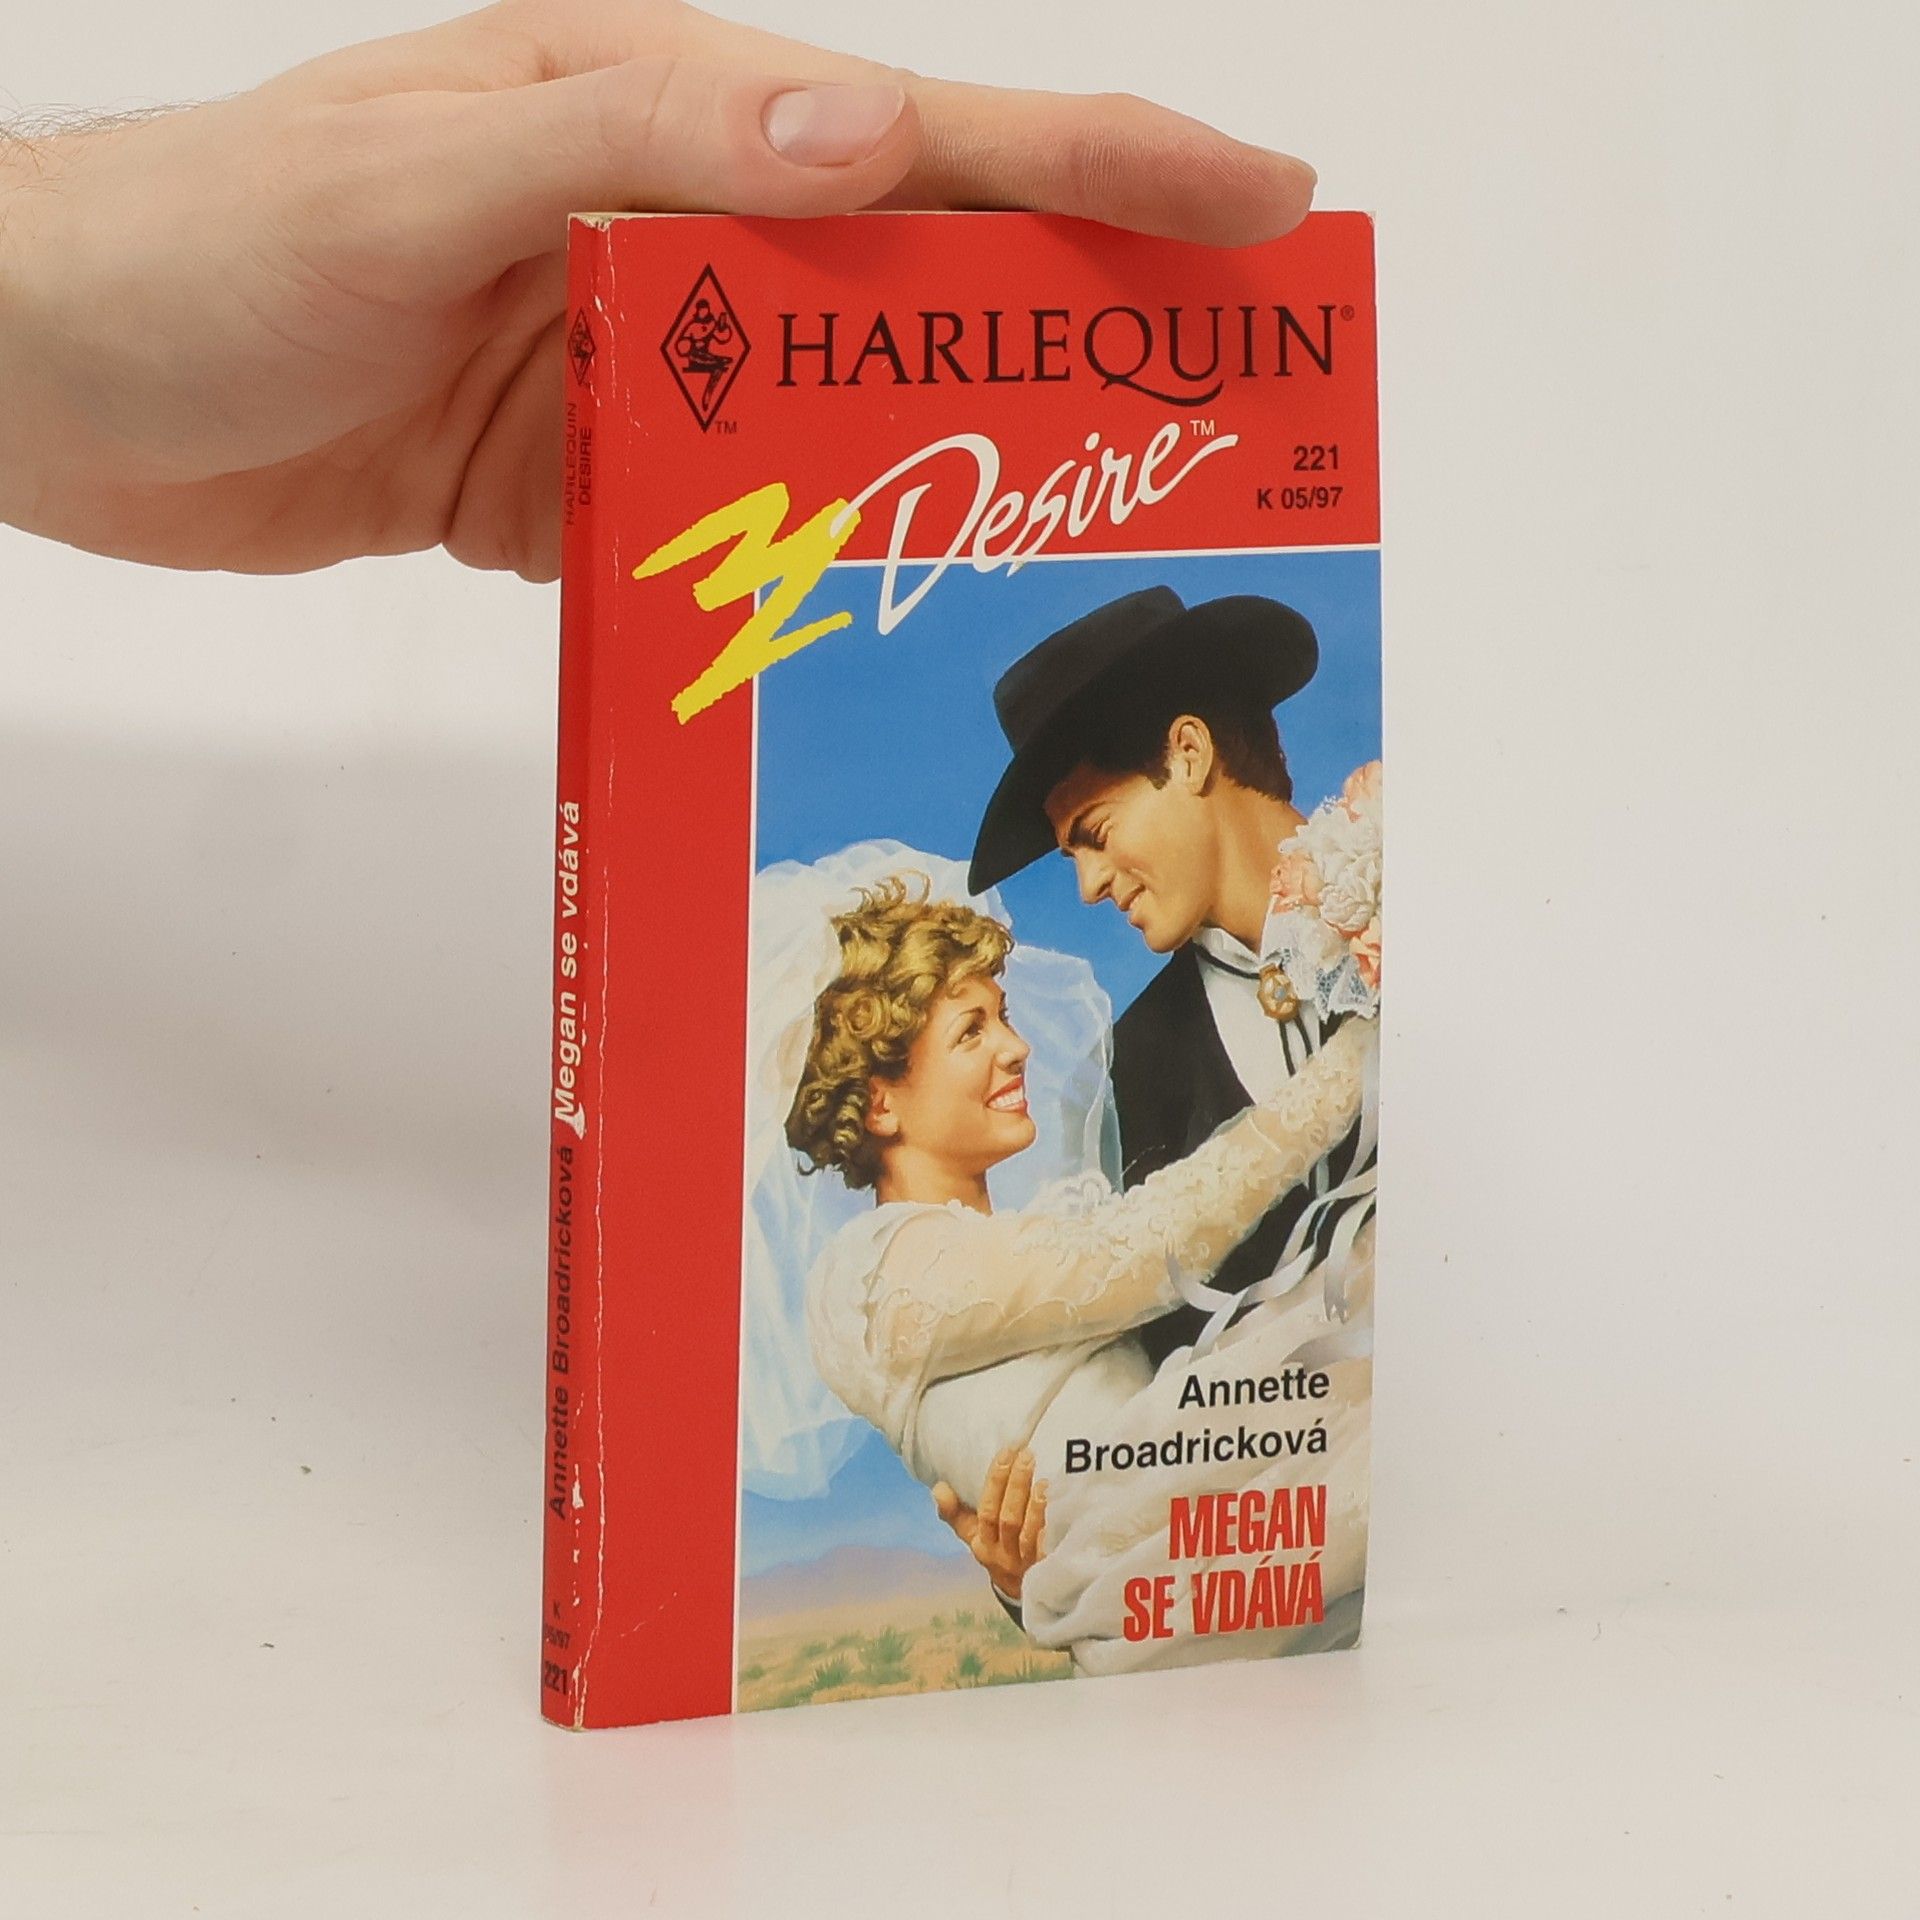 HARLEQUIN®
TM
Desire™
221
K 05/97
Annette
Broadricková
MEGAN
SE VDÁVÁ
HARLEQUIN
DESIRE
Annette Broadricková Megan se vdává
K
05/97
221